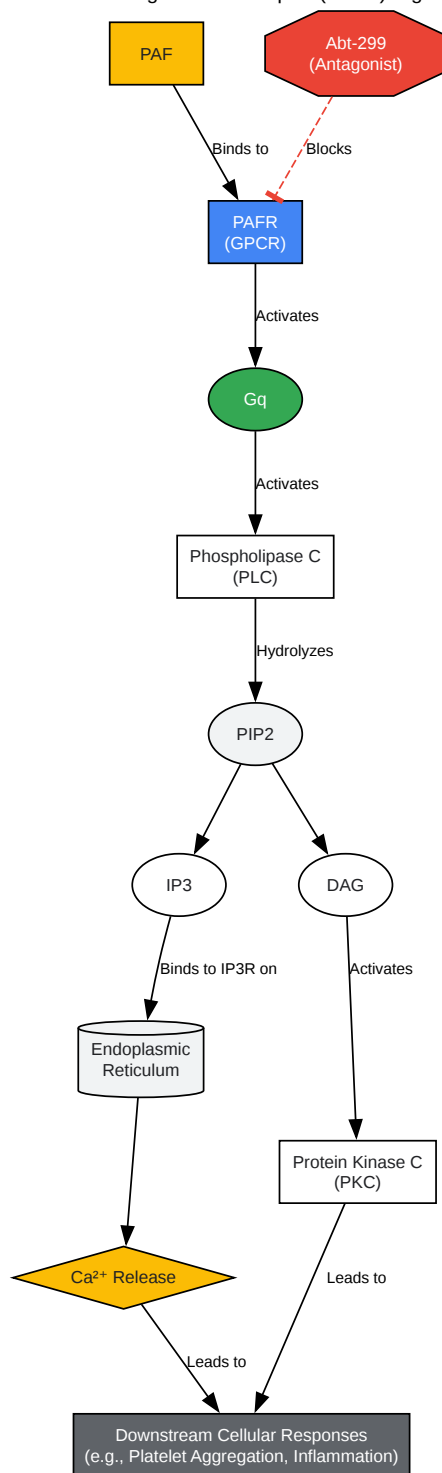 PAF
Abt-299
(Antagonist)
Binds to
Blocks
PAFR
(GPCR)
Activates
Gq
Activates
Phospholipase C
(PLC)
Hydrolyzes
PIP2
IP3
DAG
Binds to IP3R on
Activates
Endoplasmic
Reticulum
Protein Kinase C
(PKC)
Ca²⁺ Release
Leads to
Leads to
Downstream Cellular Responses
(e.g., Platelet Aggregation, Inflammation)